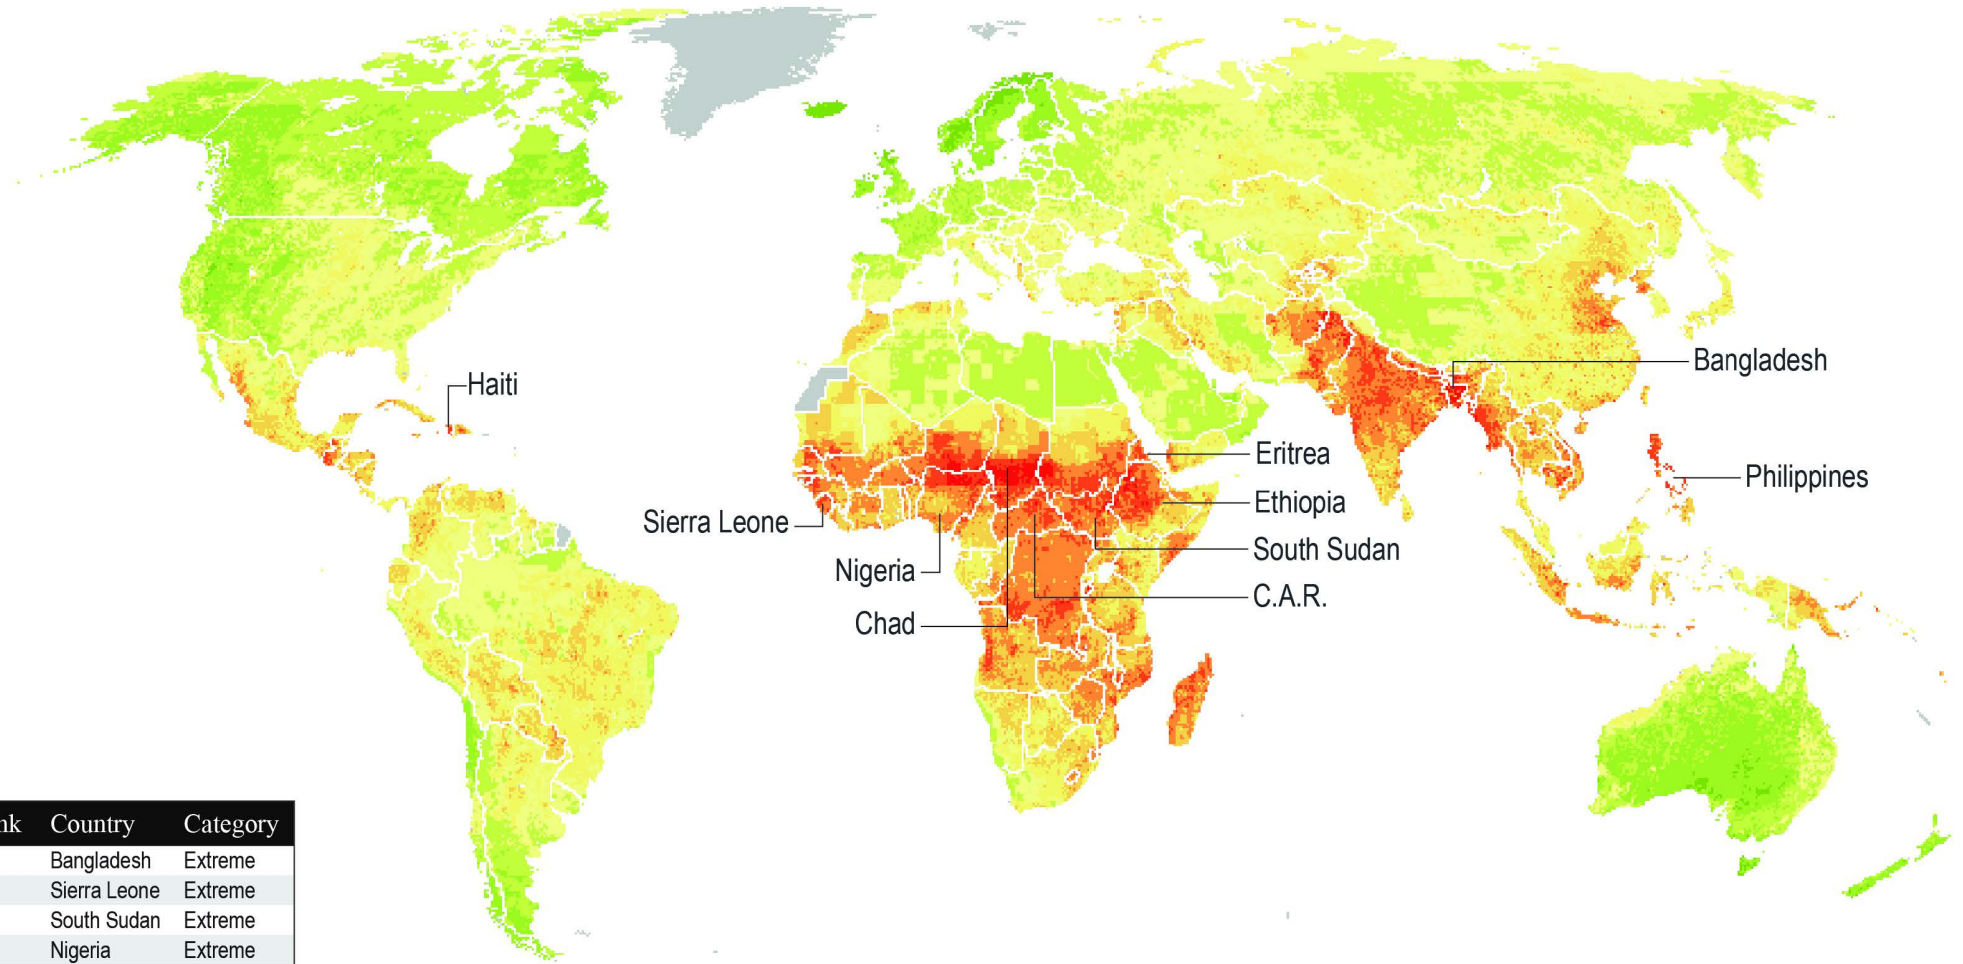 Haiti
Bangladesh
Eritrea
Philippines
Ethiopia
Sierra Leone
South Sudan
Nigeria
C.A.R.
Chad
nk Country Category
Bangladesh Extreme
Sierra Leone Extreme
South Sudan Extreme
Nigeria Extreme